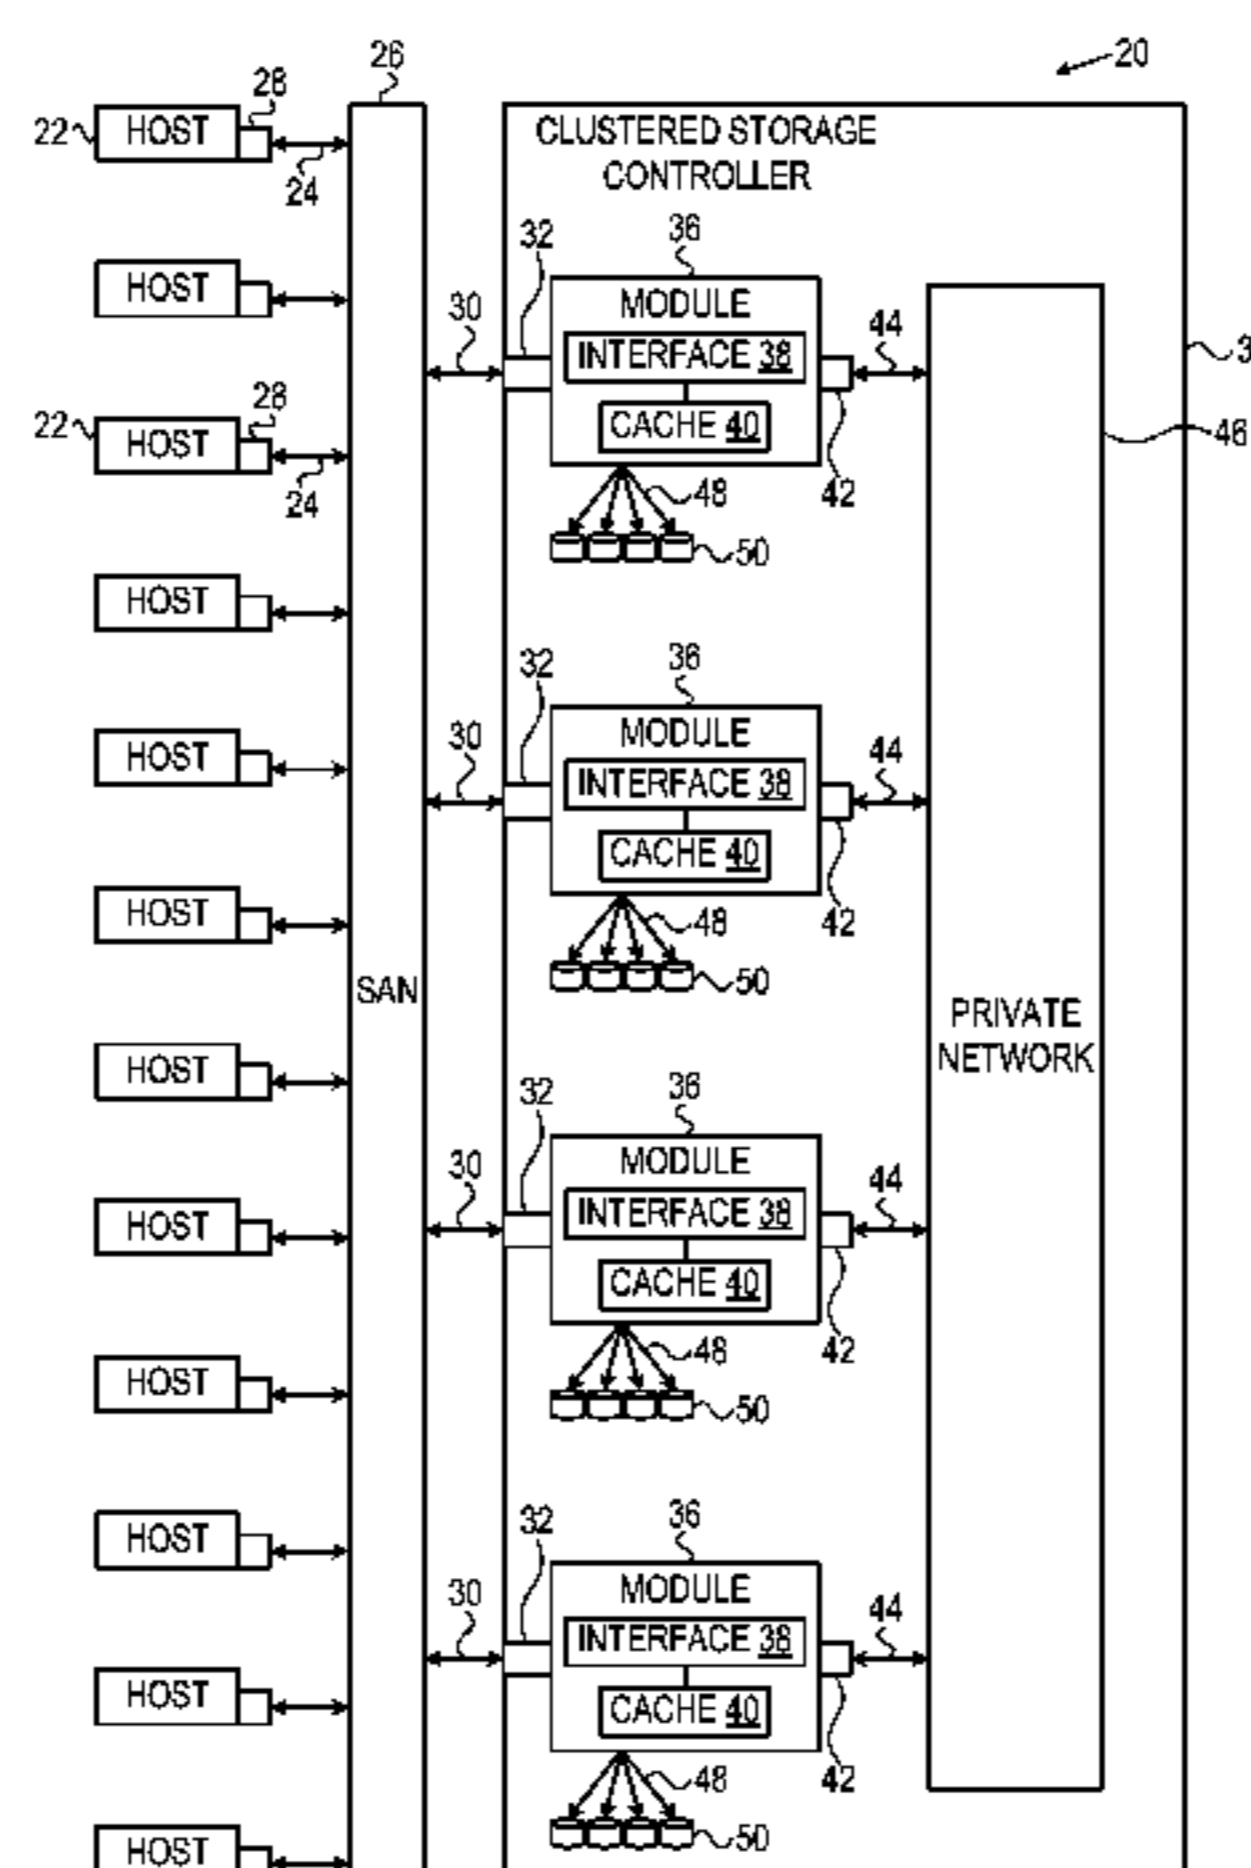 26
20
28
22 HOST
24
CLUSTERED STORAGE
CONTROLLER
32
36
HOST
MODULE
30
INTERFACE 38
44
3
28
22 HOST
CACHE 40
46
24
48
42
50
HOST
32
36
HOST
MODULE
30
INTERFACE 38
44
CACHE 40
HOST
48
42
50
SAN
PRIVATE
NETWORK
HOST
32
36
MODULE
30
INTERFACE 38
44
HOST
CACHE 40
48
42
HOST
50
32
36
HOST
MODULE
30
INTERFACE 38
44
HOST
CACHE 40
48
42
50
HOST